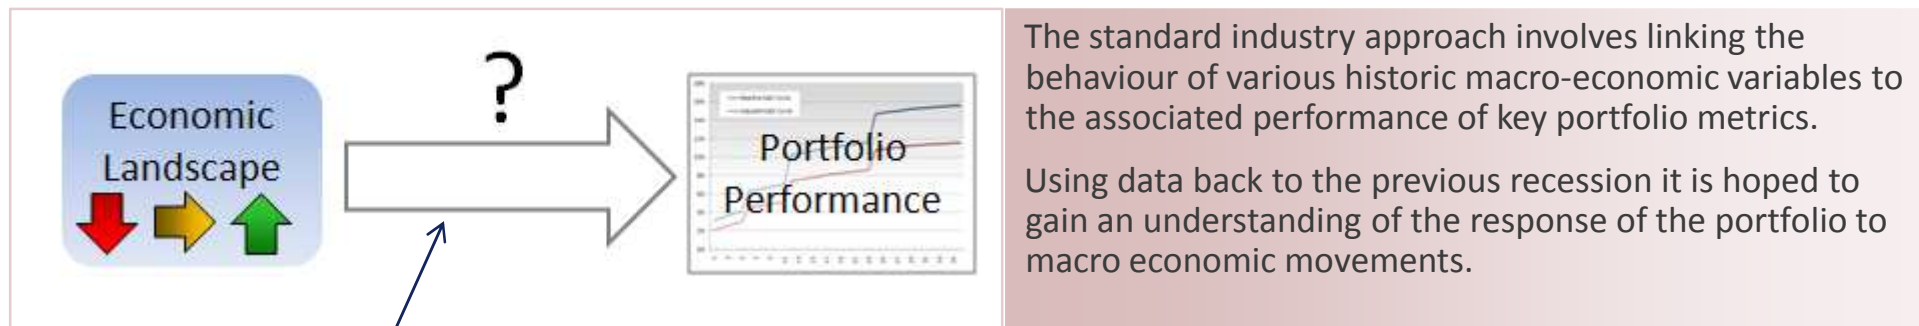 Economic
Landscape
?
Portfolio
Performance
The standard industry approach involves linking the
behaviour of various historic macro-economic variables to
the associated performance of key portfolio metrics.
Using data back to the previous recession it is hoped to
gain an understanding of the response of the portfolio to
macro economic movements.